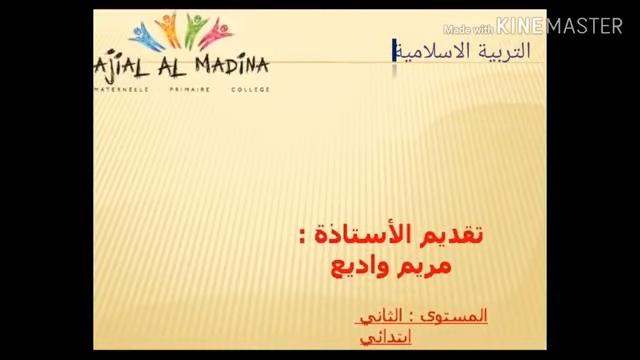 Made with KINEMASTER
التربية الاسلامية
AJIAL AL MADINA
MATERNELLE PRIMAIRE COLLEGE
تقديم الأستاذة :
مريم واديع
المستوى : الثاني
ابتدائي